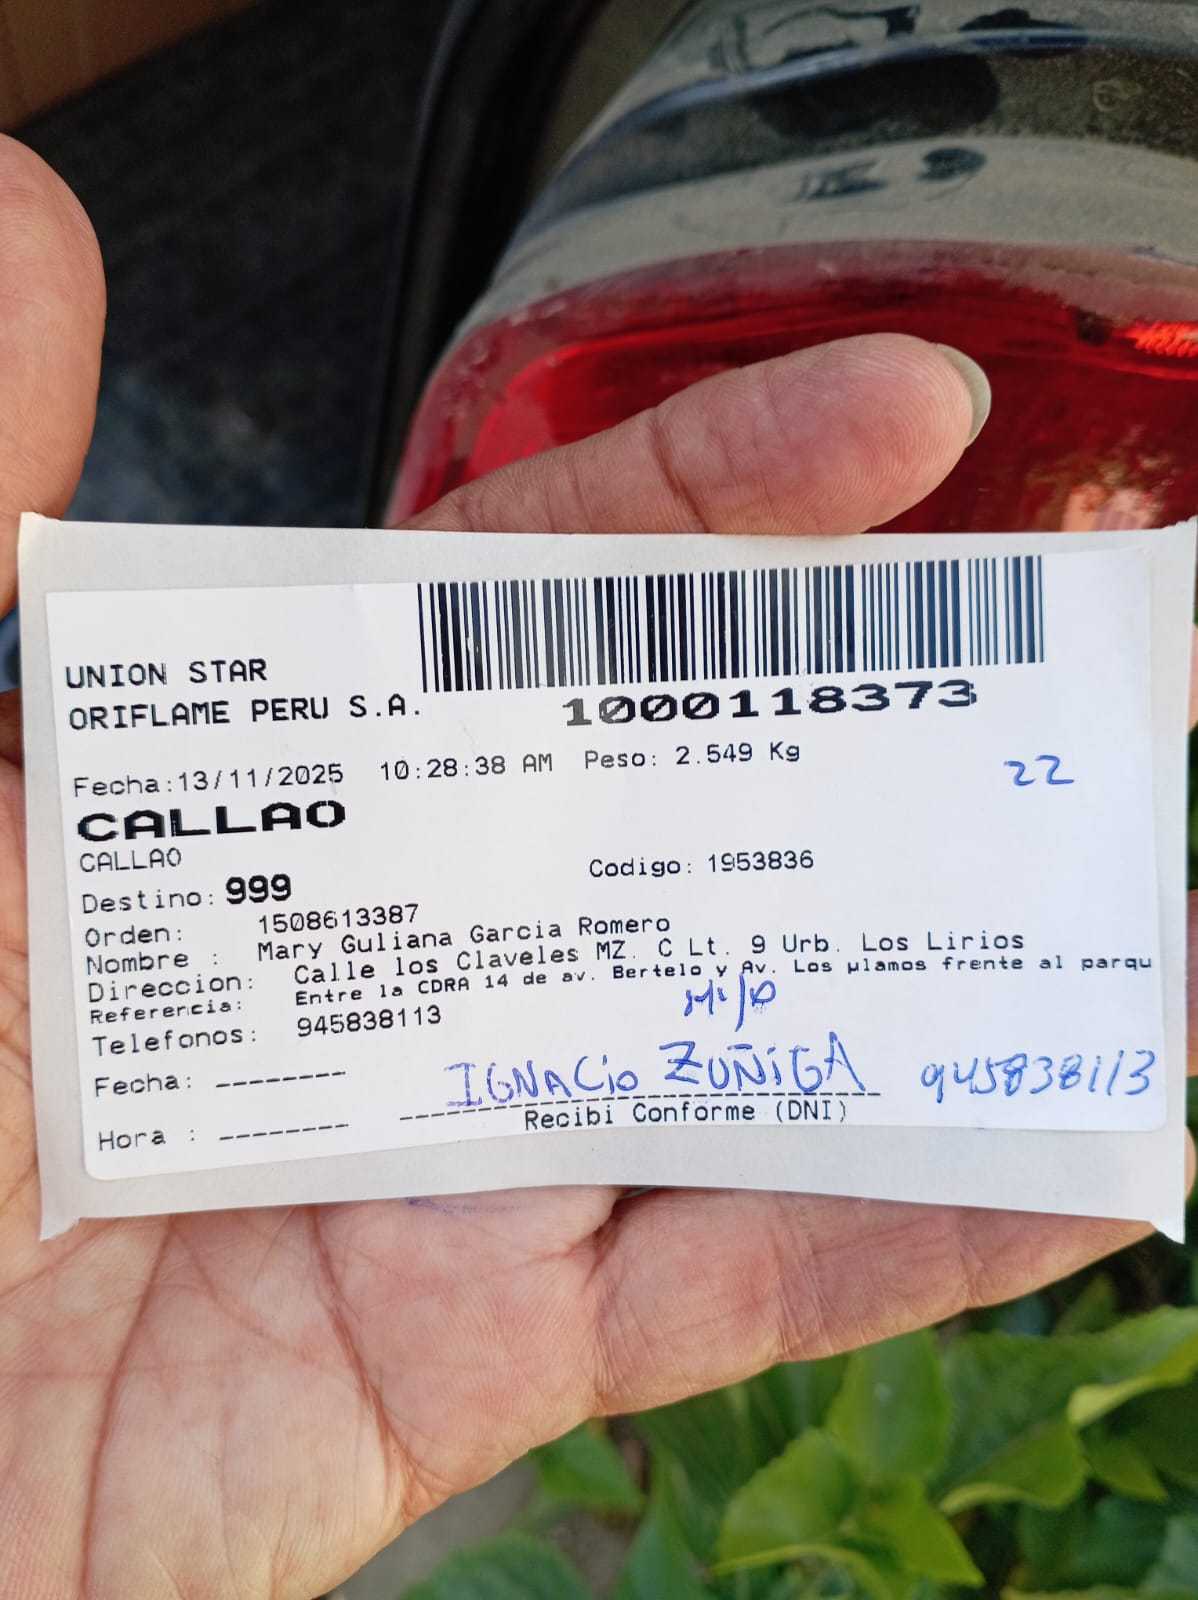 UNION STAR
ORIFLAME PERU S.A.
1000118373
Fecha:13/11/2025 10:28:38 AM Peso: 2.549 Kg
22
CALLAO
CALLAO
Destino: 999 Codigo: 1953836
Orden: 1508613387
Nombre : Mary Guliana Garcia Romero
Direccion: Calle los Claveles MZ. C Lt. 9 Urb. Los Lirios
Referencia: Entre la CDRA 14 de av. Bertelo y Av. Los µlamos frente al parqu
Telefonos: 945838113
Hijo
Fecha: --------
IGNACio ZUÑiGA 945838113
Hora : --------
Recibi Conforme (DNI)